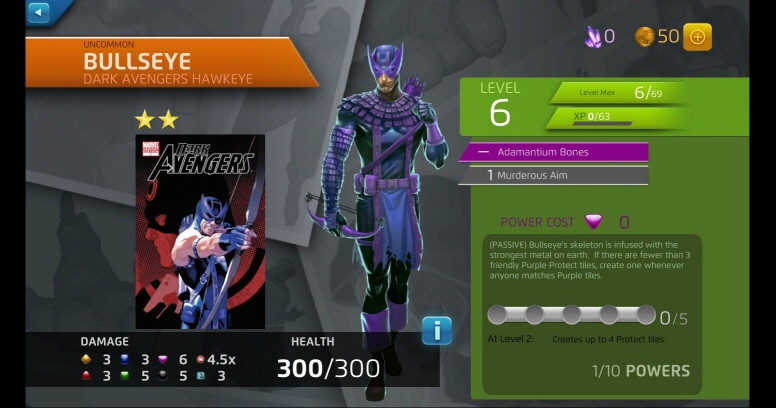 UNCOMMON
BULLSEYE
DARK AVENGERS HAWKEYE
0
50
LEVEL
6
Level Max 6/69
XP 0/63
— Adamantium Bones
1 Murderous Aim
MARVEL
DARK
AVENGERS
POWER COST 0
(PASSIVE) Bullseye's skeleton is infused with the
strongest metal on earth. If there are fewer than 3
friendly Purple Protect tiles, create one whenever
anyone matches Purple tiles.
0/5
At Level 2: Creates up to 4 Protect tiles.
1/10 POWERS
DAMAGE
3 3 6 4.5x
3 5 5 3
HEALTH
300/300
i